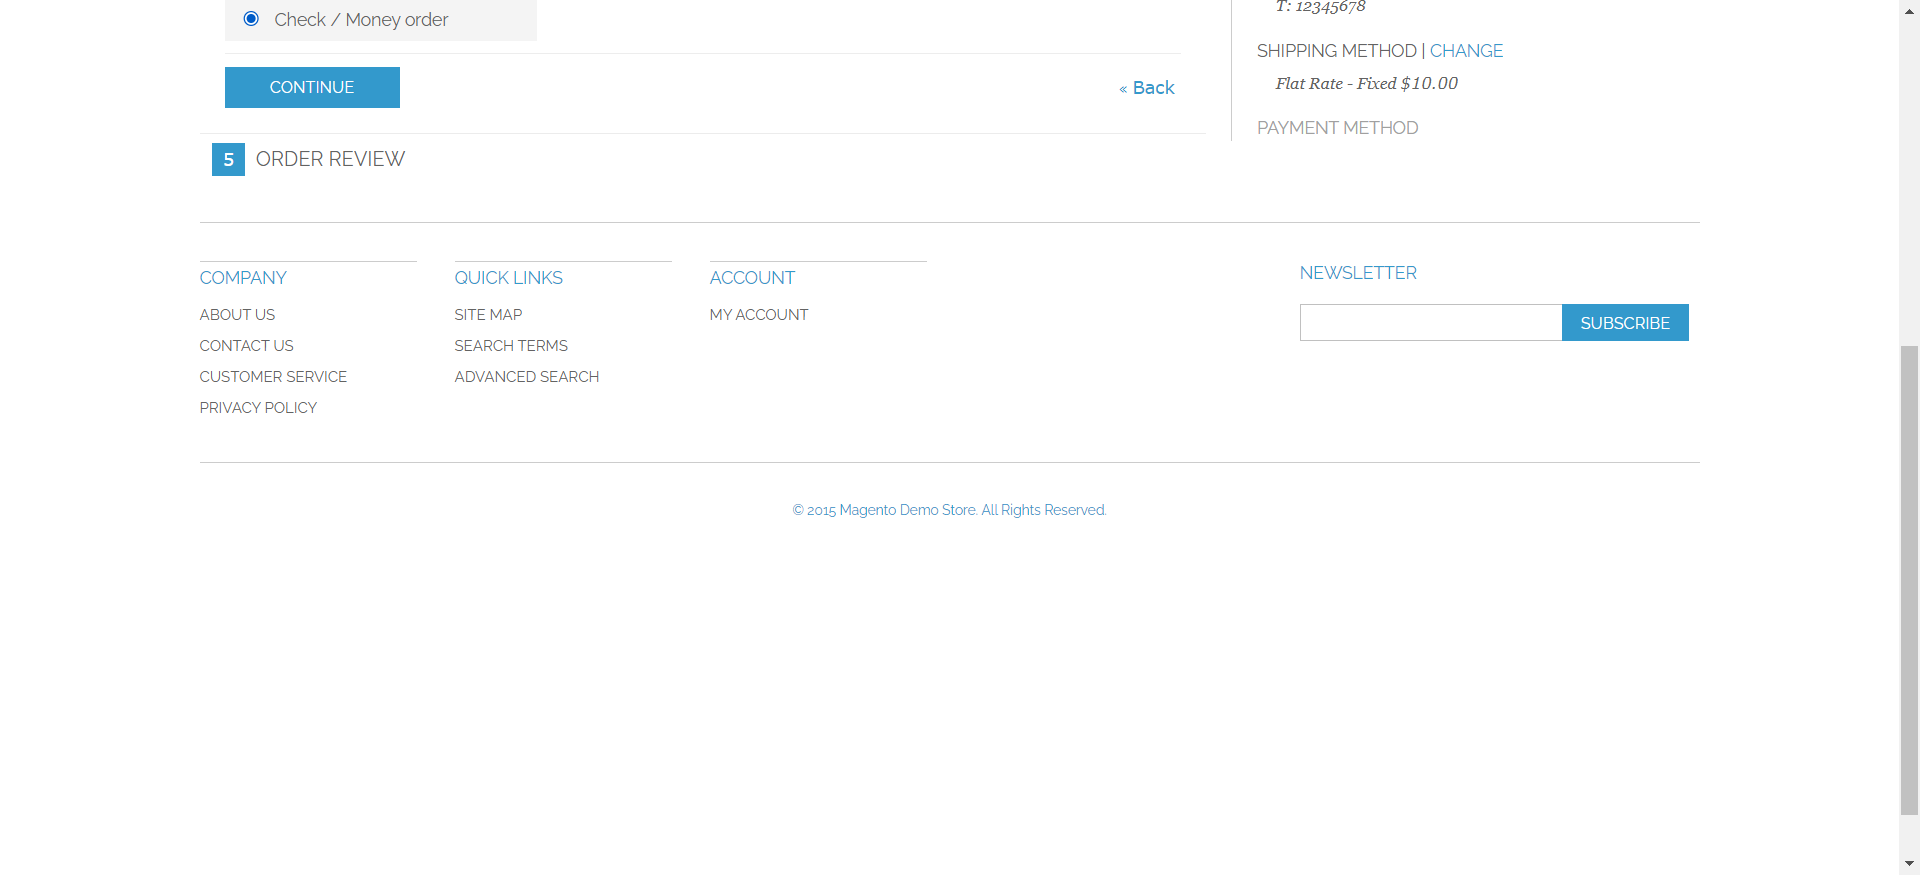 Check / Money order
CONTINUE
« Back
T: 12345678
SHIPPING METHOD | CHANGE
Flat Rate - Fixed $10.00
PAYMENT METHOD
5 ORDER REVIEW
COMPANY
ABOUT US
CONTACT US
CUSTOMER SERVICE
PRIVACY POLICY
QUICK LINKS
SITE MAP
SEARCH TERMS
ADVANCED SEARCH
ACCOUNT
MY ACCOUNT
NEWSLETTER
SUBSCRIBE
© 2015 Magento Demo Store. All Rights Reserved.